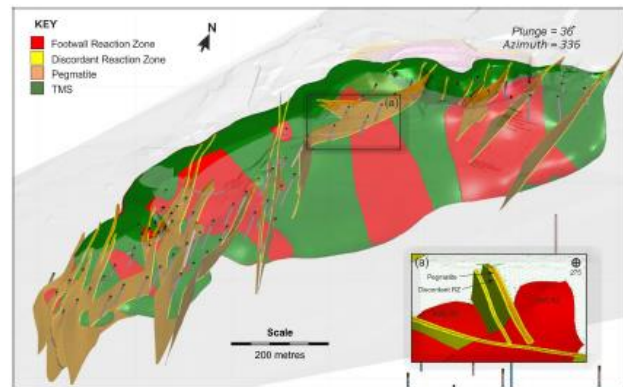 KEY
Footwall Reaction Zone
Discordant Reaction Zone
Pegmatite
TMS
N
Plunge = 36°
Azimuth = 336
(a)
Scale
200 metres
(a)
Pegmatite
Discordant RZ
275